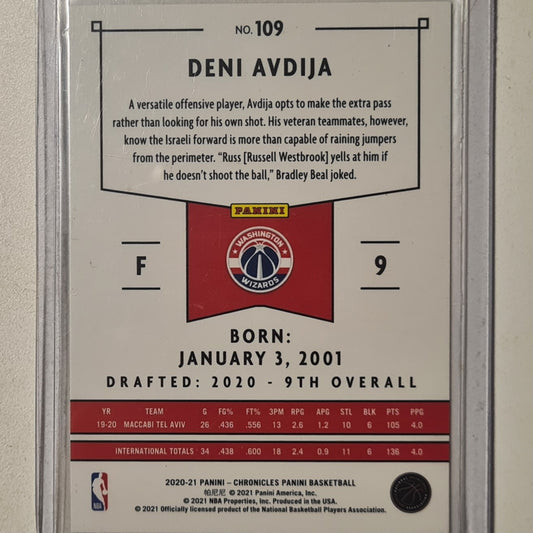 NO. 109
DENI AVDIJA
A versatile offensive player, Avdija opts to make the extra pass
rather than looking for his own shot. His veteran teammates, however,
know the Israeli forward is more than capable of raining jumpers
from the perimeter. “Russ [Russell Westbrook] yells at him if
he doesn’t shoot the ball,” Bradley Beal joked.
PANINI
WASHINGTON
WIZARDS
F
9
BORN:
JANUARY 3, 2001
DRAFTED: 2020 - 9TH OVERALL
YR TEAM G FG% FT% 3PM RPG APG STL BLK PTS PPG
19-20 MACCABI TEL AVIV 26 .436 .556 13 2.6 1.2 10 6 105 4.0
INTERNATIONAL TOTALS 34 .438 .600 18 2.4 0.9 11 6 136 4.0
2020-21 PANINI – CHRONICLES PANINI BASKETBALL
帕尼尼 © 2021 Panini America, Inc.
© 2021 NBA Properties, Inc. Produced in the USA.
© 2021 Officially licensed product of the National Basketball Players Association.
NBA